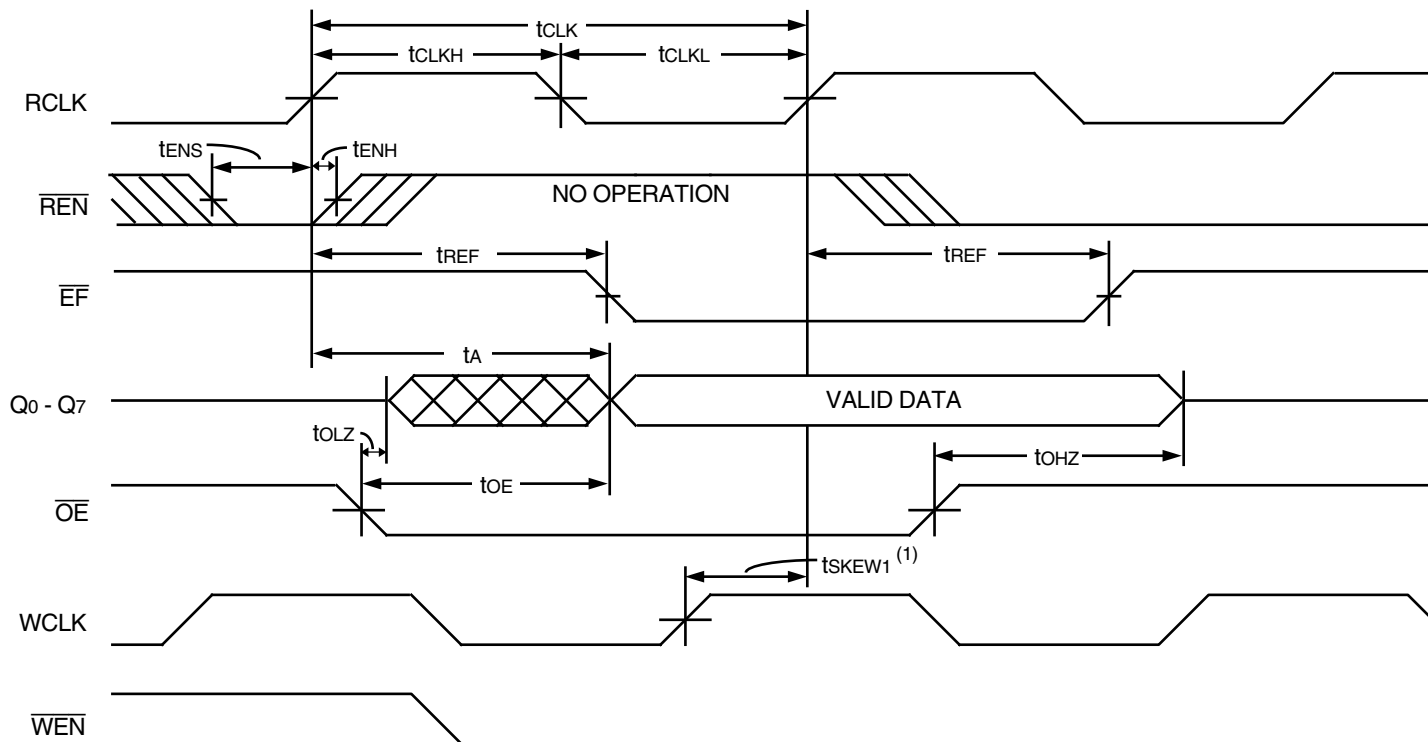 tCLK
tCLKH
tCLKL
RCLK
tENS
tENH
REN
NO OPERATION
tREF
tREF
EF
tA
Q0 - Q7
VALID DATA
tOLZ
tOHZ
tOE
OE
tSKEW1 (1)
WCLK
WEN